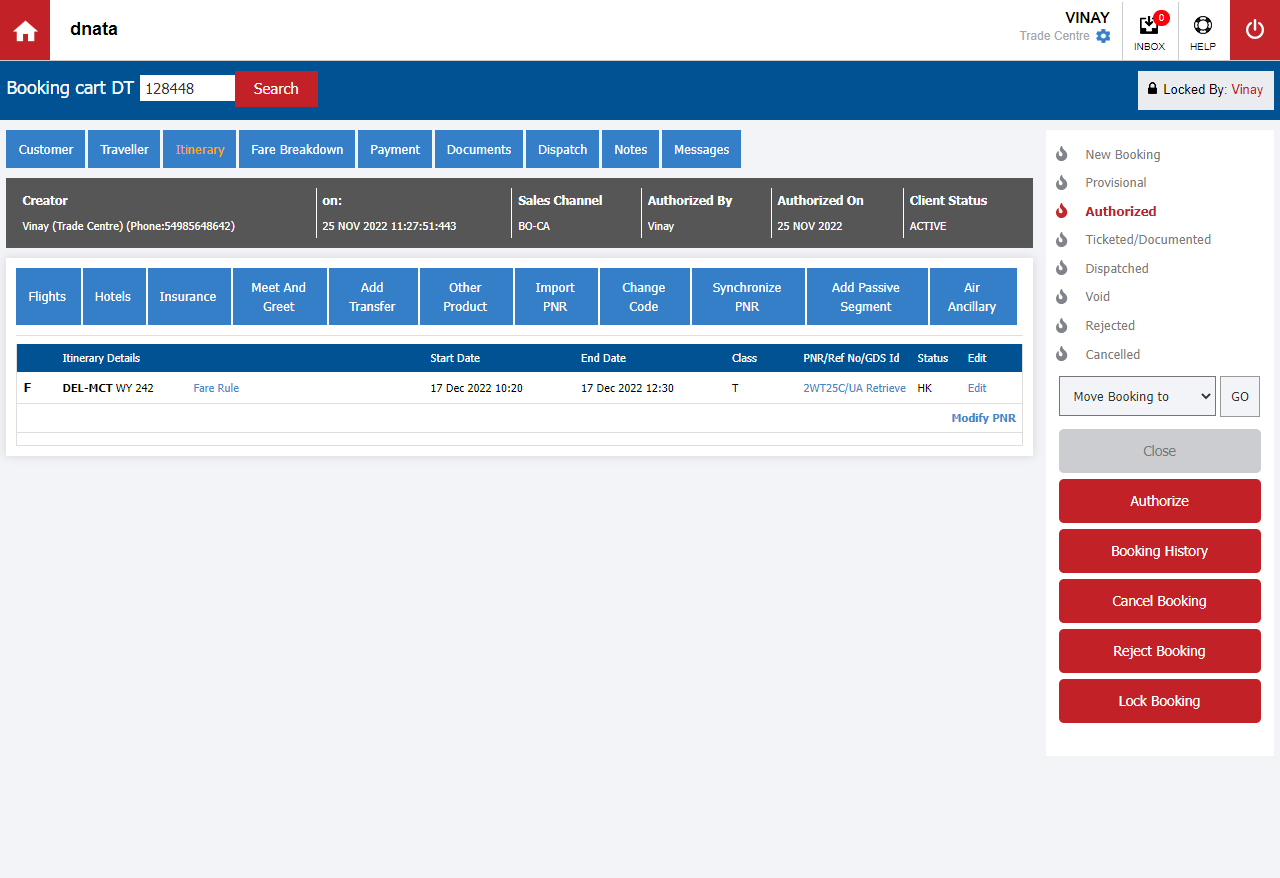 dnata
VINAY
Trade Centre
0
INBOX
HELP
Booking cart DT 128448 Search
Locked By: Vinay
Customer Traveller Itinerary Fare Breakdown Payment Documents Dispatch Notes Messages
Creator on: Sales Channel Authorized By Authorized On Client Status
Vinay (Trade Centre) (Phone:54985648642) 25 NOV 2022 11:27:51:443 BO-CA Vinay 25 NOV 2022 ACTIVE
Flights
Hotels
Insurance
Meet And
Greet
Add
Transfer
Other
Product
Import
PNR
Change
Code
Synchronize
PNR
Add Passive
Segment
Air
Ancillary
Itinerary Details Start Date End Date Class PNR/Ref No/GDS Id Status Edit
F DEL-MCT WY 242 Fare Rule 17 Dec 2022 10:20 17 Dec 2022 12:30 T 2WT25C/UA Retrieve HK Edit
Modify PNR
New Booking
Provisional
Authorized
Ticketed/Documented
Dispatched
Void
Rejected
Cancelled
Move Booking to GO
Close
Authorize
Booking History
Cancel Booking
Reject Booking
Lock Booking